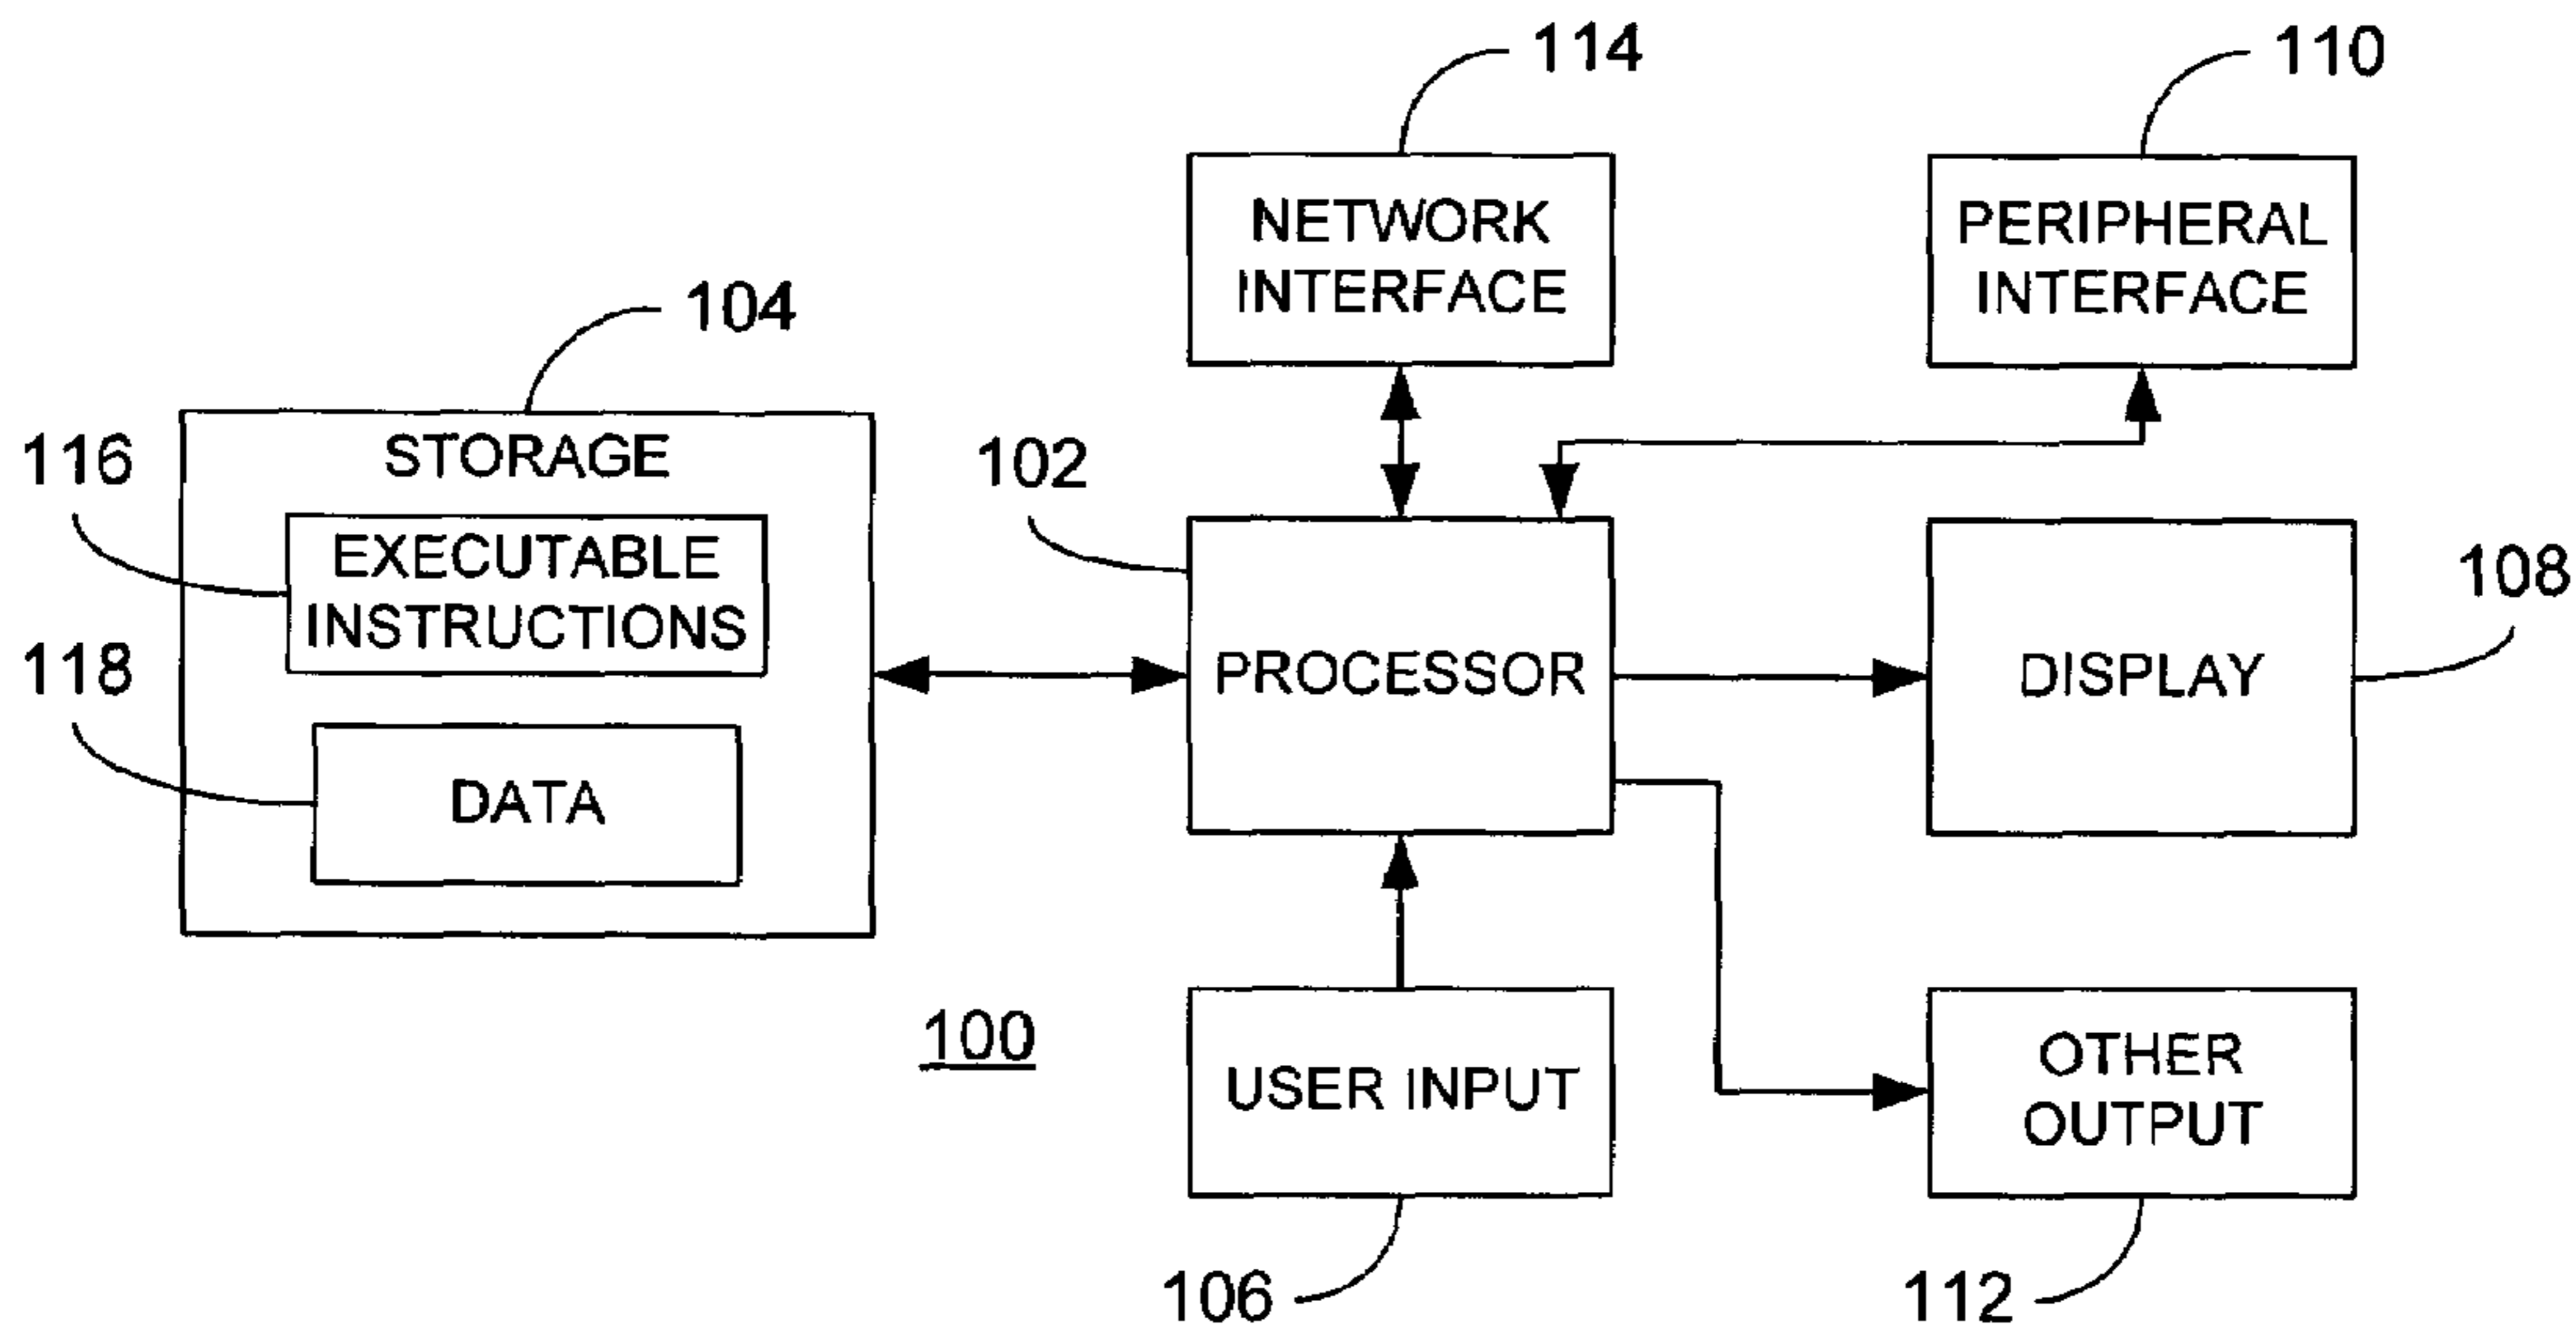 114
110
NETWORK
INTERFACE
PERIPHERAL
INTERFACE
104
STORAGE
116
EXECUTABLE
INSTRUCTIONS
118
DATA
102
PROCESSOR
DISPLAY
108
100
USER INPUT
OTHER
OUTPUT
106
112